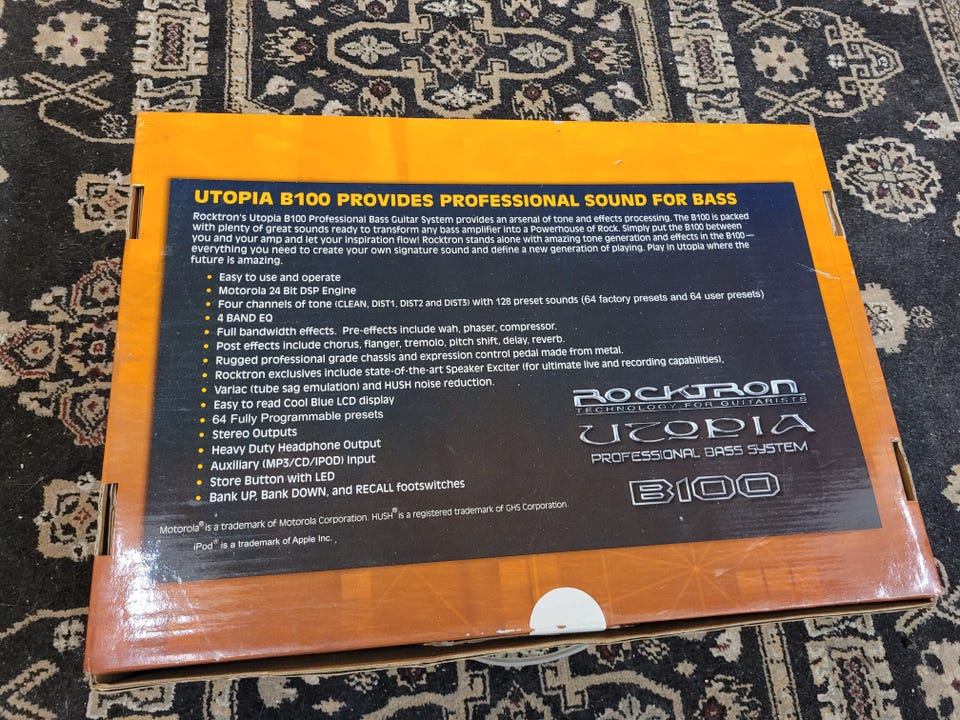 UTOPIA B100 PROVIDES PROFESSIONAL SOUND FOR BASS
Rocktron's Utopia B100 Professional Bass Guitar System provides an arsenal of tone and effects processing. The B100 is packed
with plenty of great sounds ready to transform any bass amplifier into a Powerhouse of Rock. Simply put the B100 between
you and your amp and let your inspiration flow! Rocktron stands alone with amazing tone generation and effects in the B100—
everything you need to create your own signature sound and define a new generation of playing. Play in Utopia where the
future is amazing.
• Easy to use and operate
• Motorola 24 Bit DSP Engine
• Four channels of tone (CLEAN, DIST1, DIST2 and DIST3) with 128 preset sounds (64 factory presets and 64 user presets)
• 4 BAND EQ
• Full bandwidth effects. Pre-effects include wah, phaser, compressor.
• Post effects include chorus, flanger, tremolo, pitch shift, delay, reverb.
• Rugged professional grade chassis and expression control pedal made from metal.
• Rocktron exclusives include state-of-the-art Speaker Exciter (for ultimate live and recording capabilities),
• Variac (tube sag emulation) and HUSH noise reduction.
• Easy to read Cool Blue LCD display
• 64 Fully Programmable presets
• Stereo Outputs
• Heavy Duty Headphone Output
• Auxiliary (MP3/CD/IPOD) Input
• Store Button with LED
• Bank UP, Bank DOWN, and RECALL footswitches
ROCKTRON
TECHNOLOGY FOR GUITARISTS
UTOPIA
PROFESSIONAL BASS SYSTEM
B100
Motorola® is a trademark of Motorola Corporation. HUSH® is a registered trademark of GHS Corporation.
iPod® is a trademark of Apple Inc.